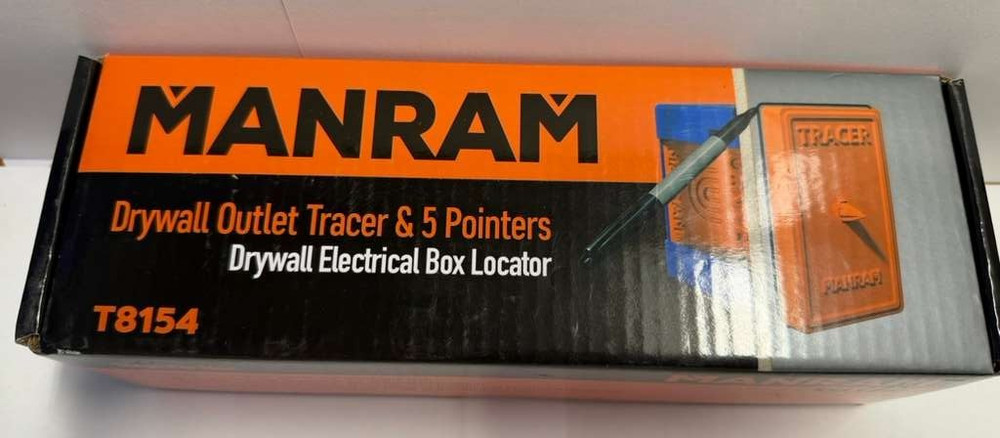 MANRAM
Drywall Outlet Tracer & 5 Pointers
Drywall Electrical Box Locator
T8154
TRACER
MANRAM